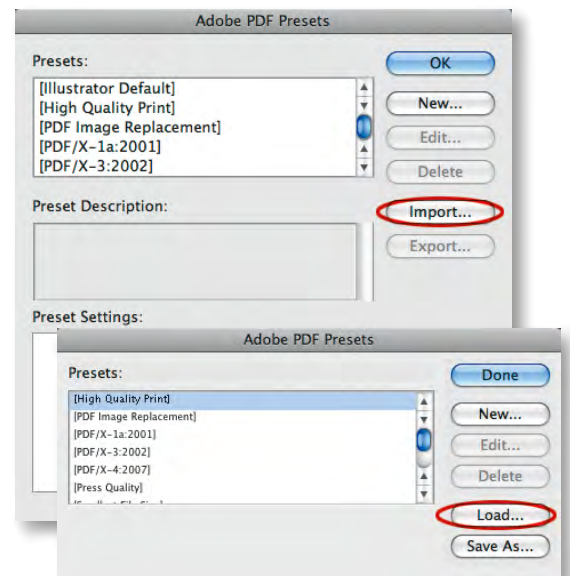 Adobe PDF Presets
Presets:
[Illustrator Default]
[High Quality Print]
[PDF Image Replacement]
[PDF/X-1a:2001]
[PDF/X-3:2002]
OK
New...
Edit...
Delete
Import...
Export...
Preset Description:
Preset Settings:
Adobe PDF Presets
Presets:
[High Quality Print]
[PDF Image Replacement]
[PDF/X-1a:2001]
[PDF/X-3:2002]
[PDF/X-4:2007]
[Press Quality]
Done
New...
Edit...
Delete
Load...
Save As...